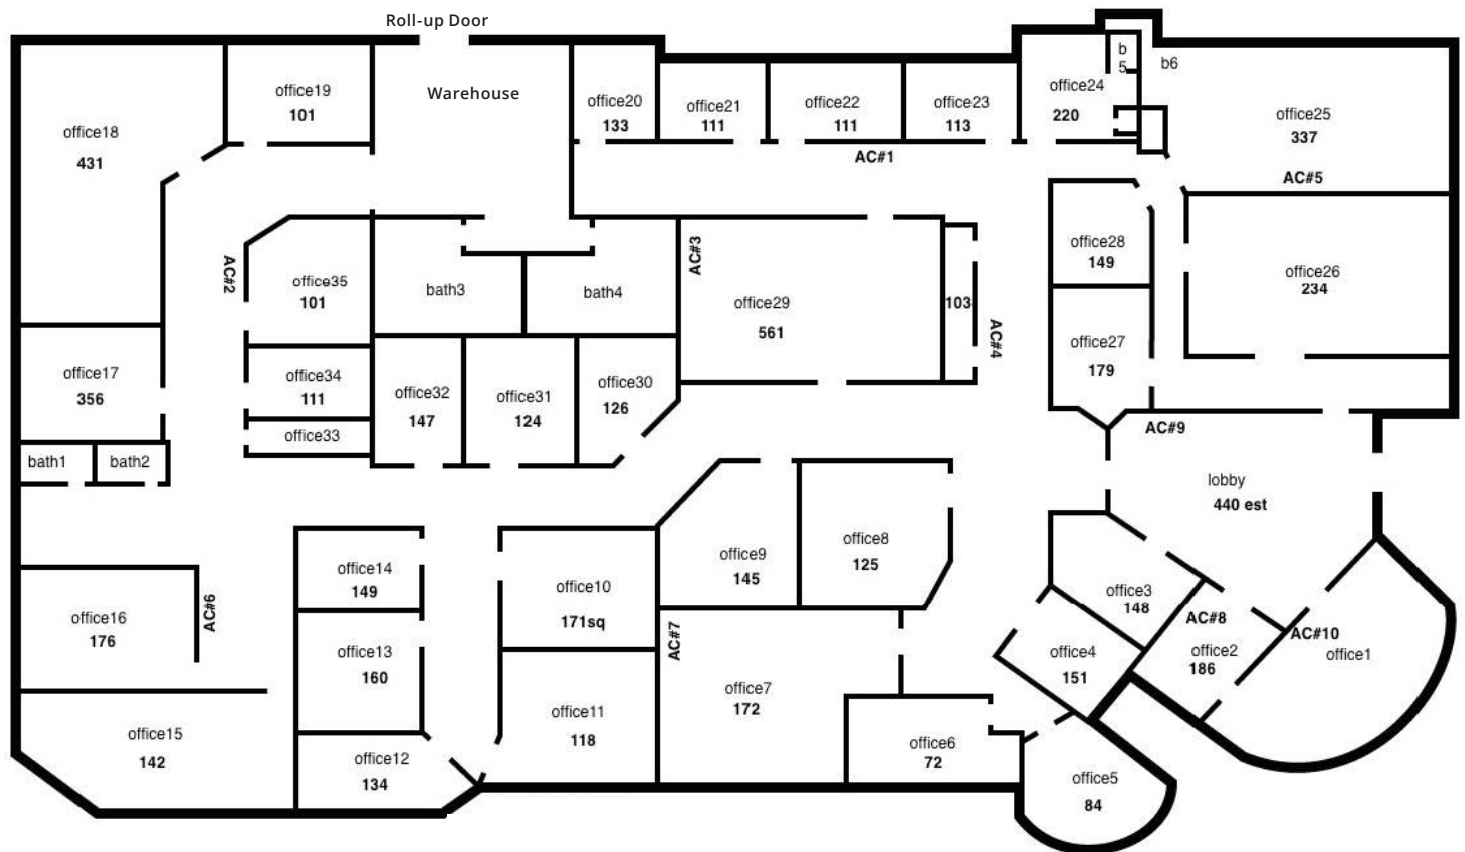 Roll-up Door
office18
431
office19
101
Warehouse
office20
133
office21
111
office22
111
office23
113
office24
220
b
5
b6
office25
337
AC#1
AC#5
AC#2
office35
101
bath3
bath4
AC#3
office29
561
103
AC#4
office28
149
office26
234
office27
179
office17
356
office34
111
office33
office32
147
office31
124
office30
126
AC#9
bath1
bath2
lobby
440 est
office16
176
AC#6
office14
149
office13
160
office10
171sq
office9
145
office8
125
office3
148
AC#8
office2
186
AC#10
office1
AC#7
office4
151
office7
172
office15
142
office12
134
office11
118
office6
72
office5
84